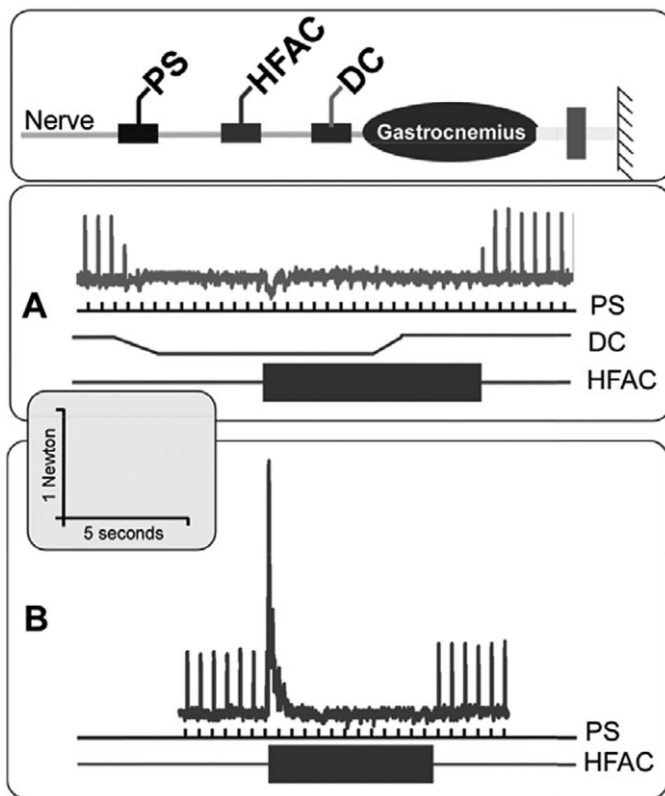 PS
HFAC
DC
Nerve
Gastrocnemius
A
PS
DC
HFAC
1 Newton
5 seconds
B
PS
HFAC